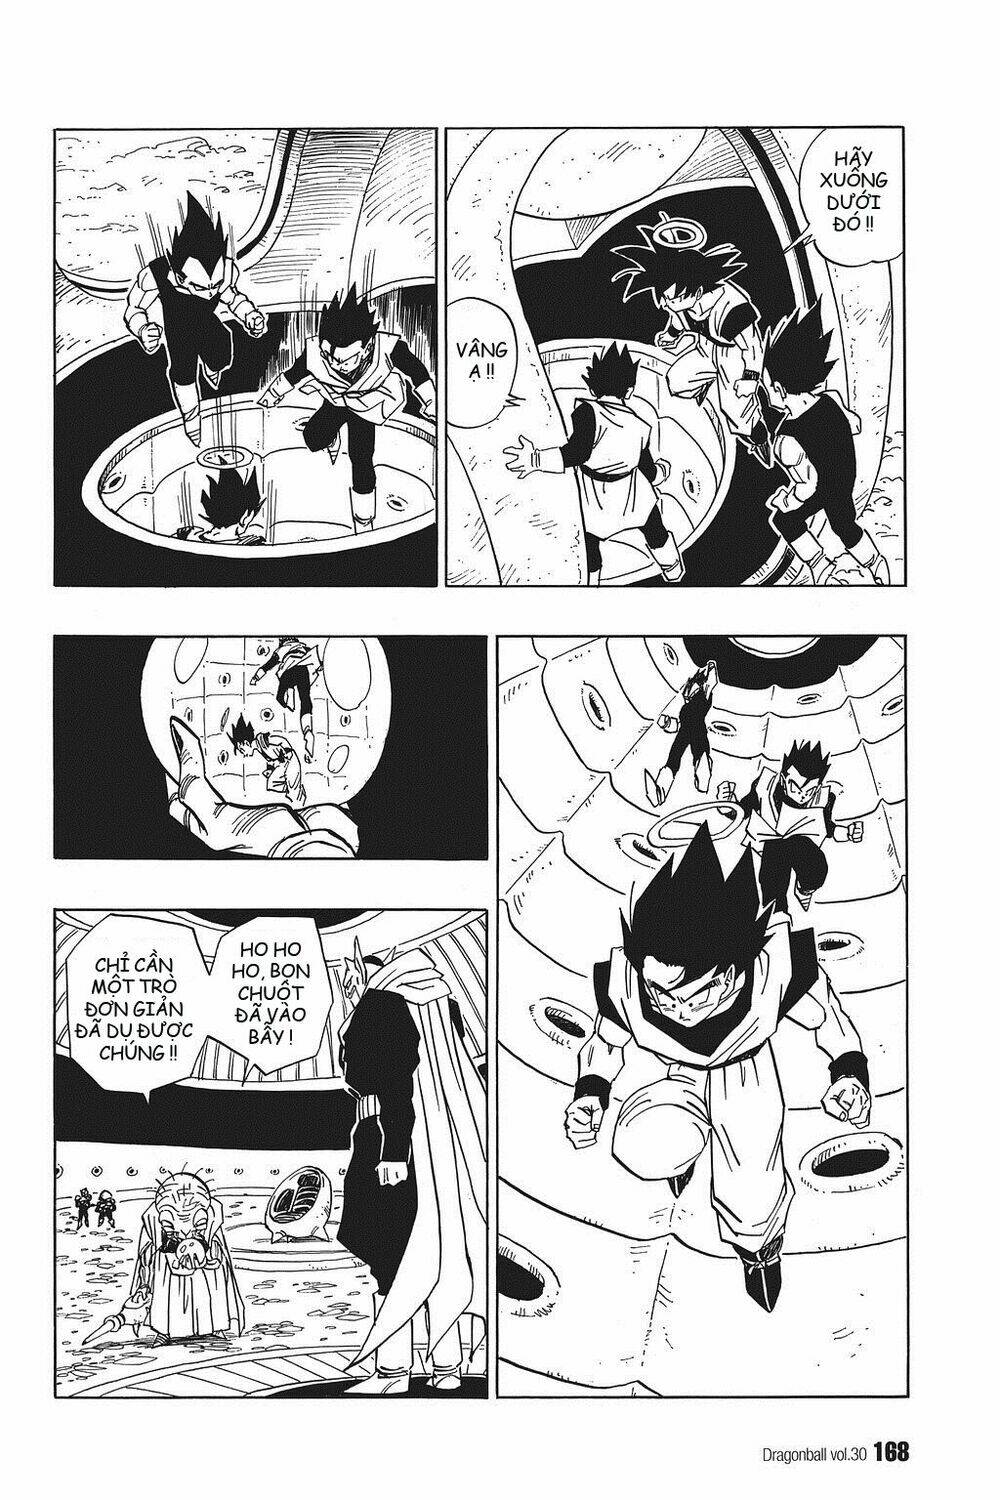 HÃY
XUỐNG
DƯỚI
ĐÓ !!
VÂNG
Ạ !!
HO HO
HO, BỌN
CHUỘT
ĐÃ VÀO
BẪY !
CHỈ CẦN
MỘT TRÒ
ĐƠN GIẢN
ĐÃ DỤ ĐƯỢC
CHÚNG !!
Dragonball vol.30 168